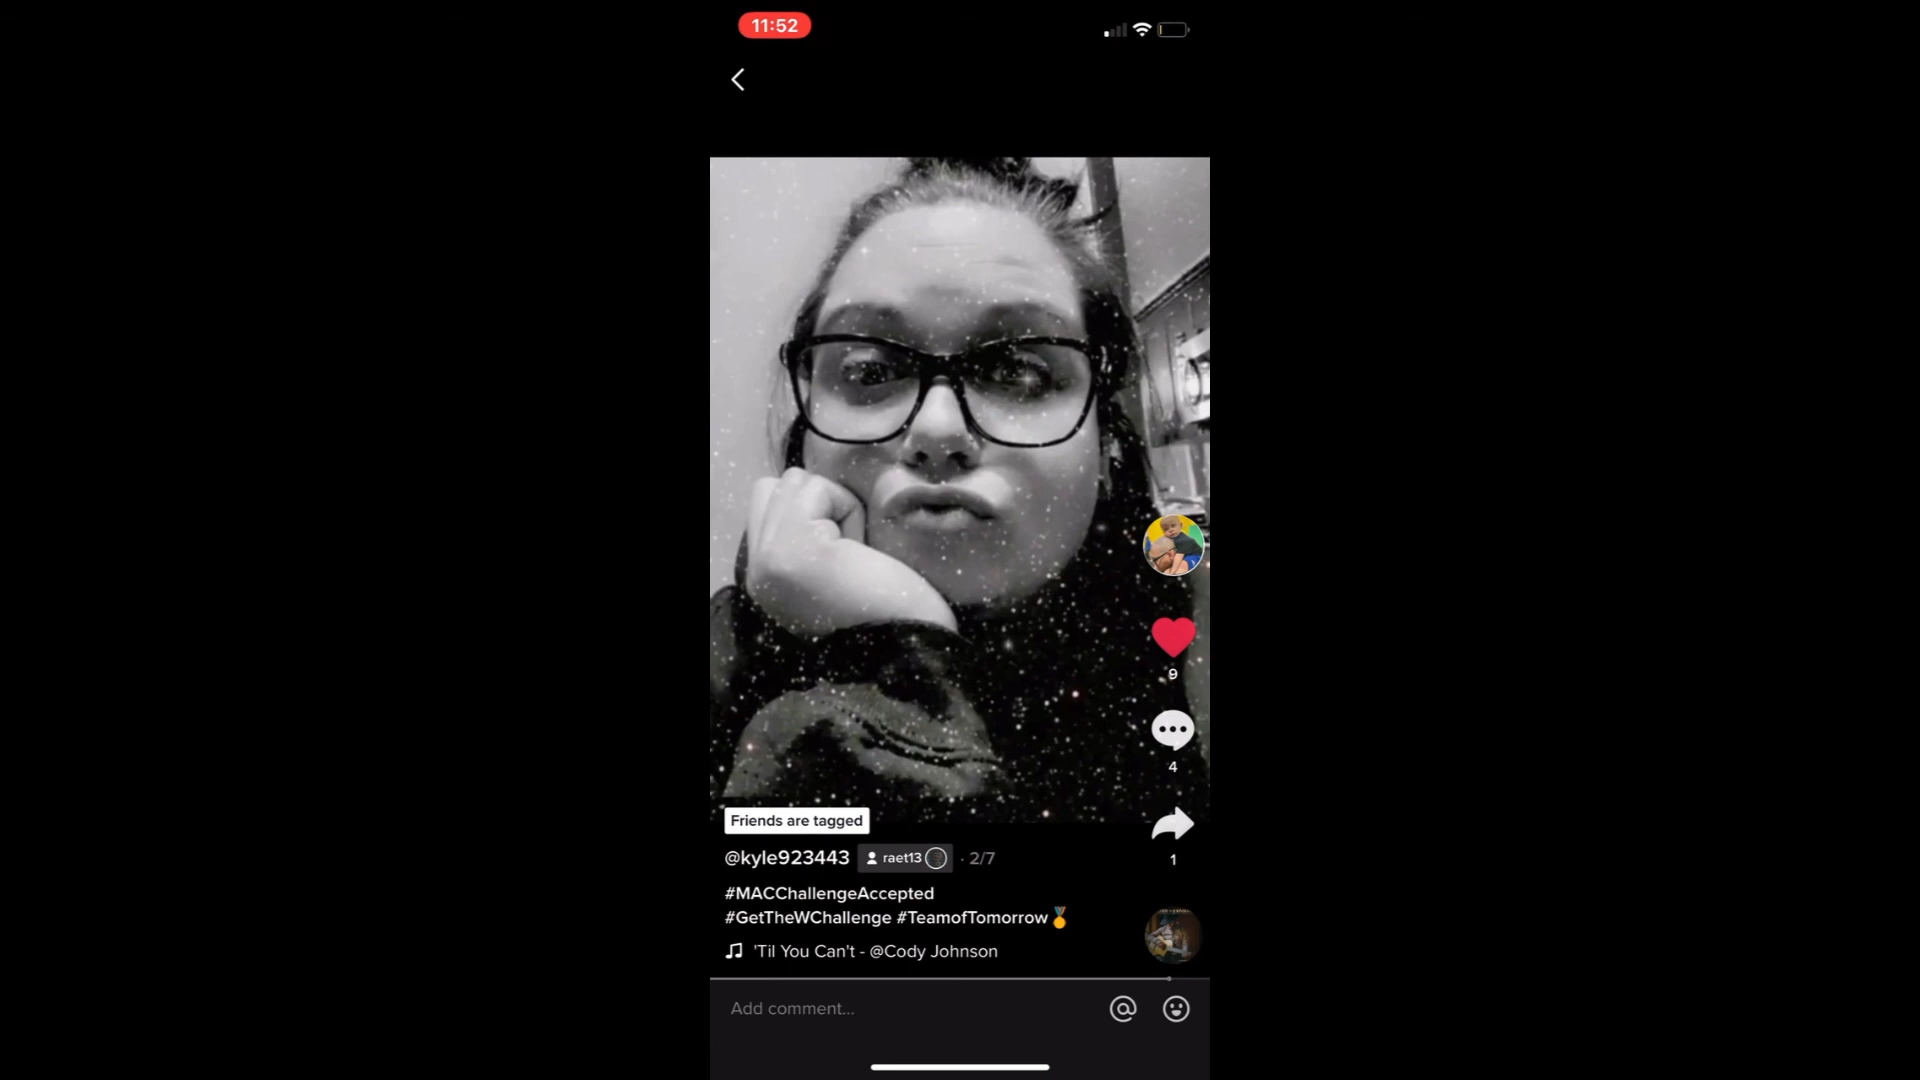 11:52
Friends are tagged
@kyle923443 raet13 · 2/7
#MACChallengeAccepted
#GetTheWChallenge #TeamofTomorrow🏅
'Til You Can't - @Cody Johnson
9
4
1
Add comment...